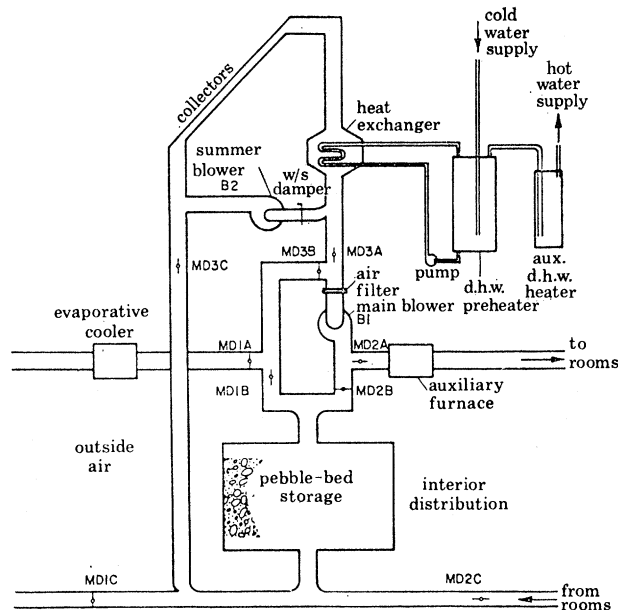 cold
water
supply
hot
water
supply
collectors
heat
exchanger
summer
blower
B2
w/s
damper
MD3B
MD3A
MD3C
air
filter
main blower
B1
pump
d.h.w.
preheater
aux.
d.h.w.
heater
evaporative
cooler
MD1A
MD2A
to
rooms
MD1B
MD2B
auxiliary
furnace
outside
air
pebble-bed
storage
interior
distribution
MD1C
MD2C
from
rooms